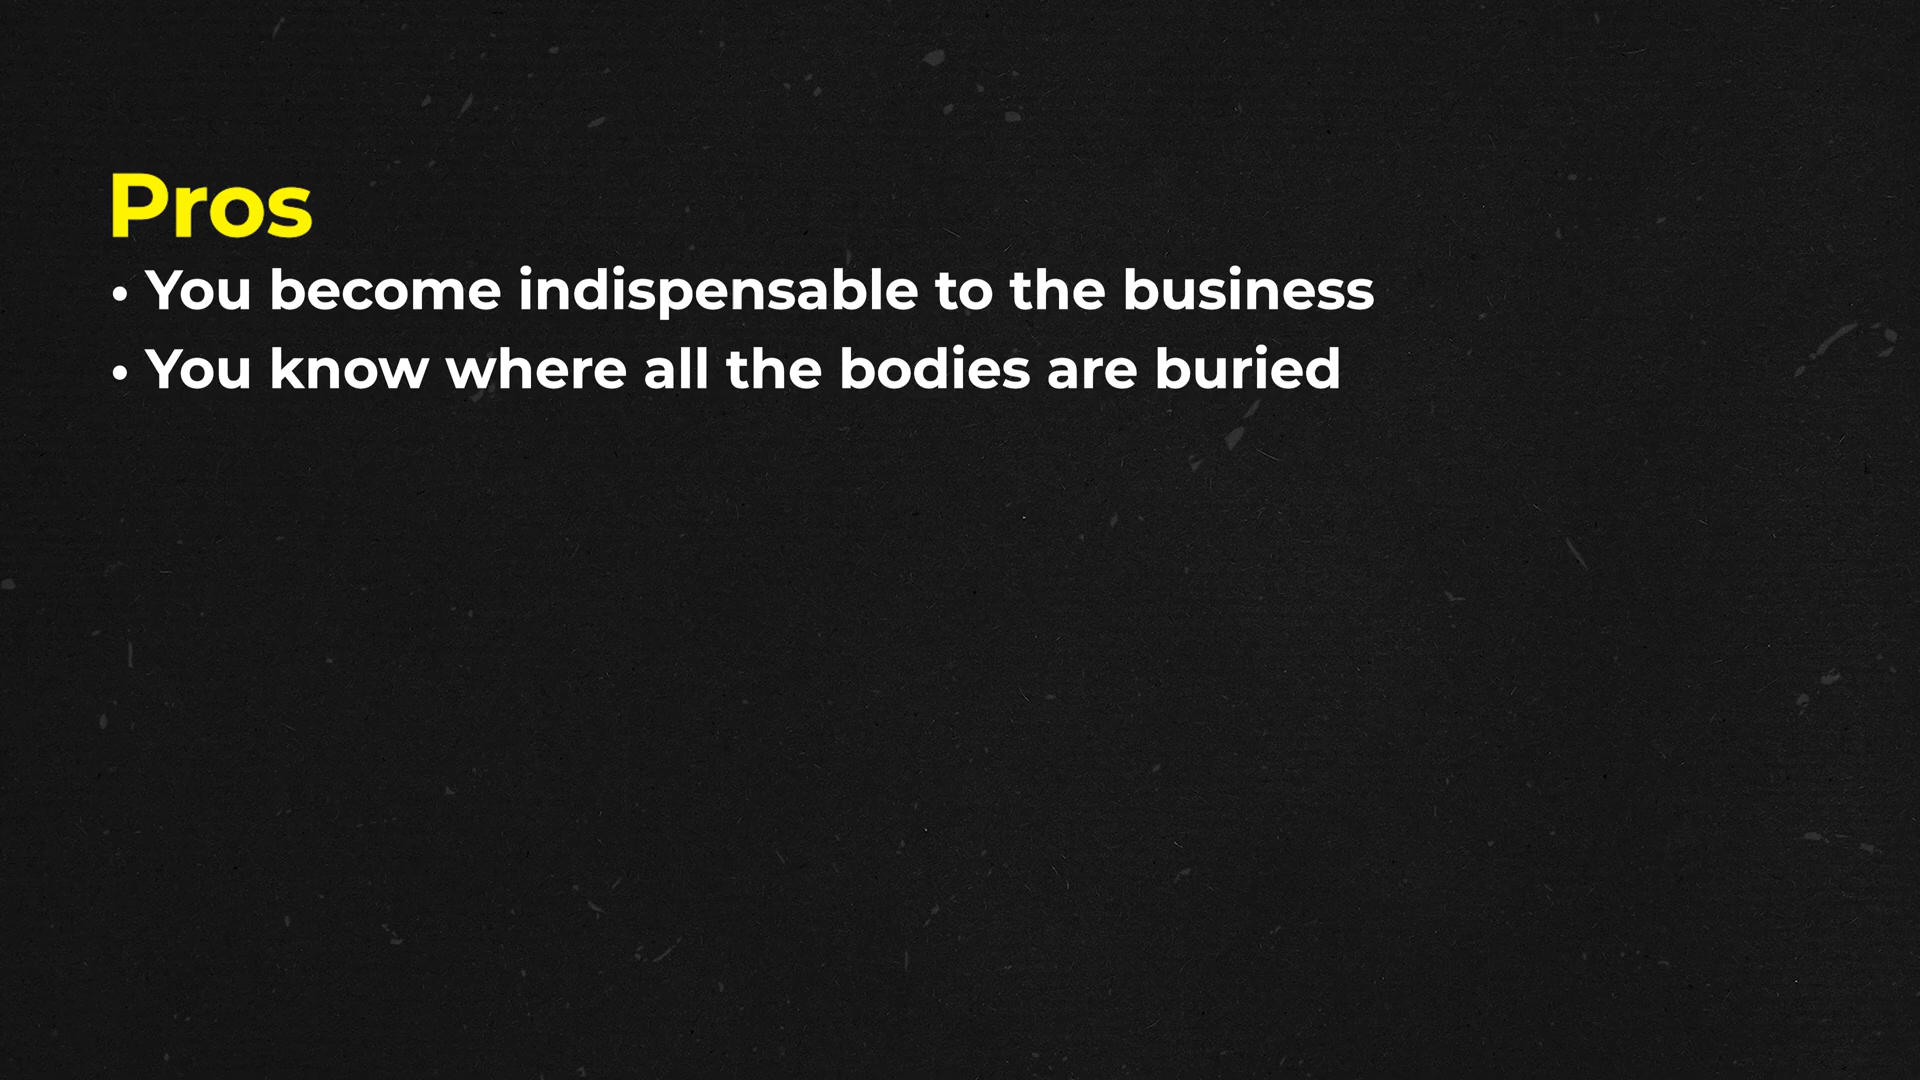 Pros
• You become indispensable to the business
• You know where all the bodies are buried